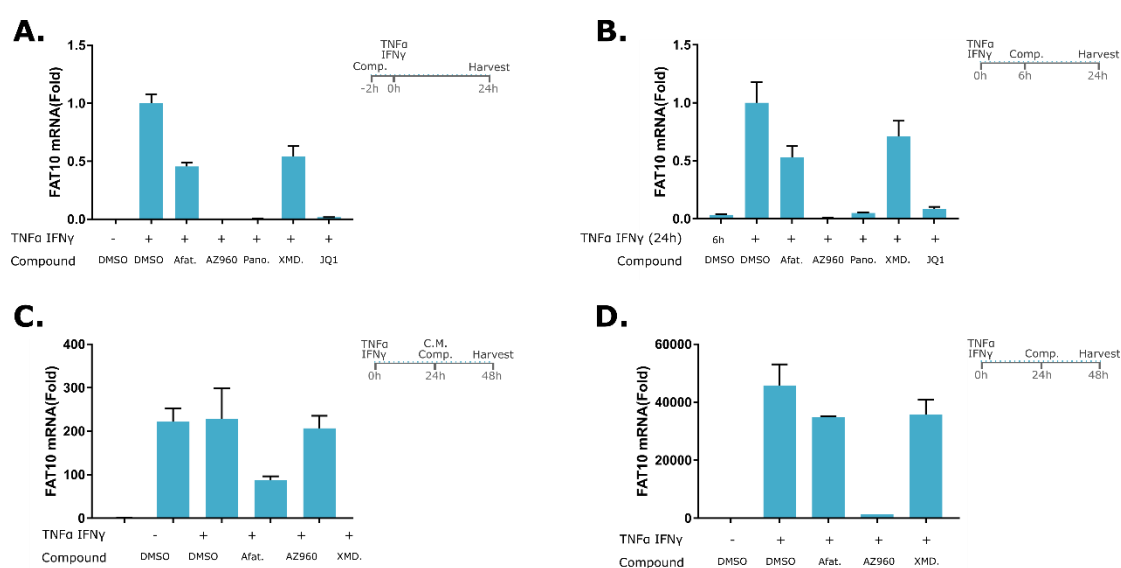 A.
FAT10 mRNA(Fold)
1.5
1.0
0.5
0.0
TNFα IFNγ - + + + + + +
Compound DMSO DMSO Afat. AZ960 Pano. XMD. JQ1
TNFα
IFNγ
Comp. Harvest
-2h 0h 24h
B.
FAT10 mRNA(Fold)
1.5
1.0
0.5
0.0
TNFα IFNγ (24h) 6h + + + + + +
Compound DMSO DMSO Afat. AZ960 Pano. XMD. JQ1
TNFα
IFNγ Comp. Harvest
0h 6h 24h
C.
FAT10 mRNA(Fold)
400
300
200
100
0
TNFα IFNγ - + + + +
Compound DMSO DMSO Afat. AZ960 XMD.
TNFα C.M.
IFNγ Comp. Harvest
0h 24h 48h
D.
FAT10 mRNA(Fold)
60000
40000
20000
0
TNFα IFNγ - + + + +
Compound DMSO DMSO Afat. AZ960 XMD.
TNFα
IFNγ Comp. Harvest
0h 24h 48h